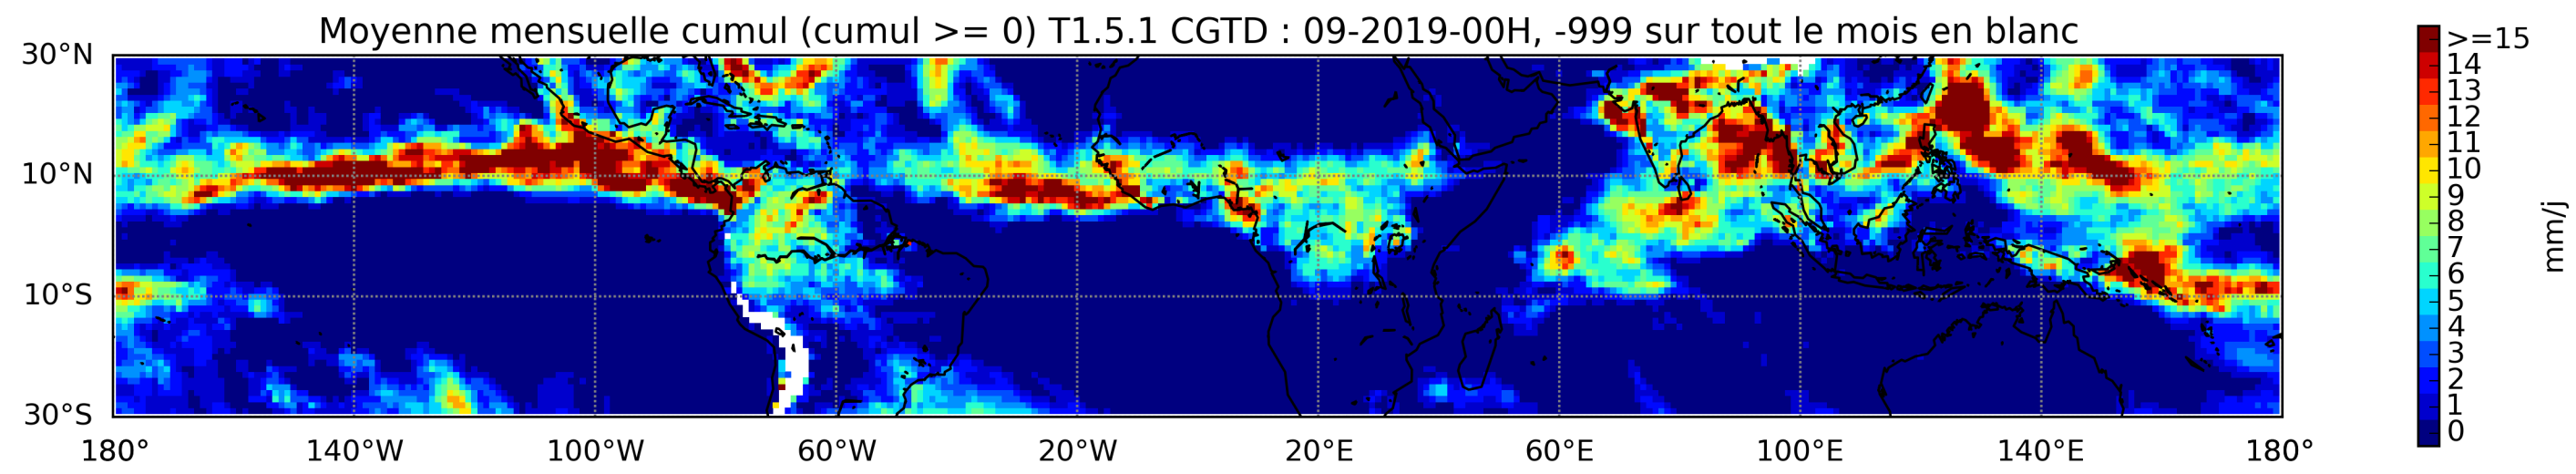 Moyenne mensuelle cumul (cumul >= 0) T1.5.1 CGTD : 09-2019-00H, -999 sur tout le mois en blanc
30°N
10°N
10°S
30°S
180° 140°W 100°W 60°W 20°W 20°E 60°E 100°E 140°E 180°
>=15
14
13
12
11
10
9
8
7
6
5
4
3
2
1
0
mm/j